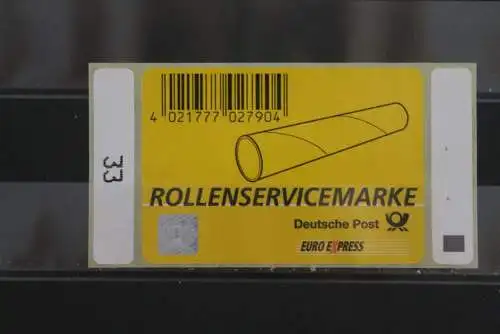 4 021777 027904
33
ROLLENSERVICEMARKE
Deutsche Post
EURO EXPRESS